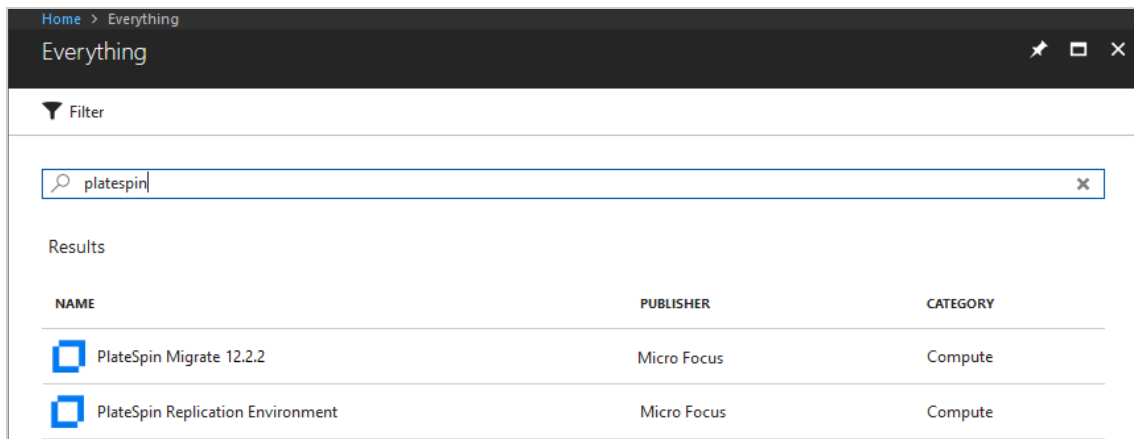 Home > Everything
Everything
Filter
platespin
Results
NAME PUBLISHER CATEGORY
PlateSpin Migrate 12.2.2 Micro Focus Compute
PlateSpin Replication Environment Micro Focus Compute